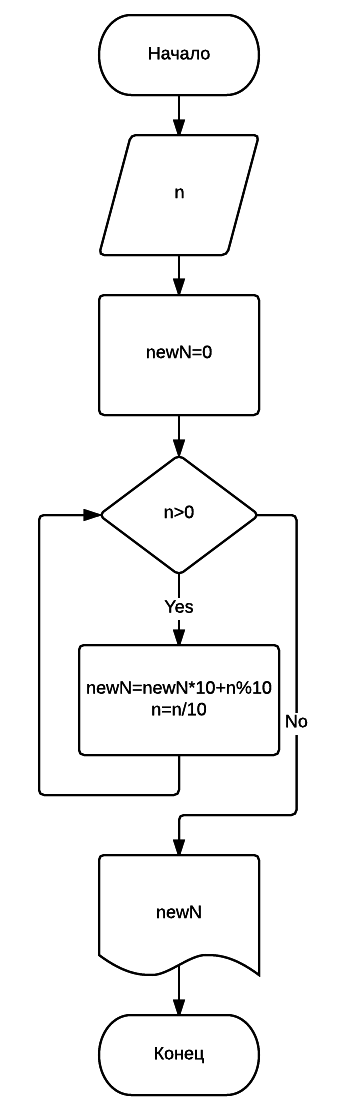 Начало
n
newN=0
n>0
Yes
newN=newN*10+n%10
n=n/10
No
newN
Конец